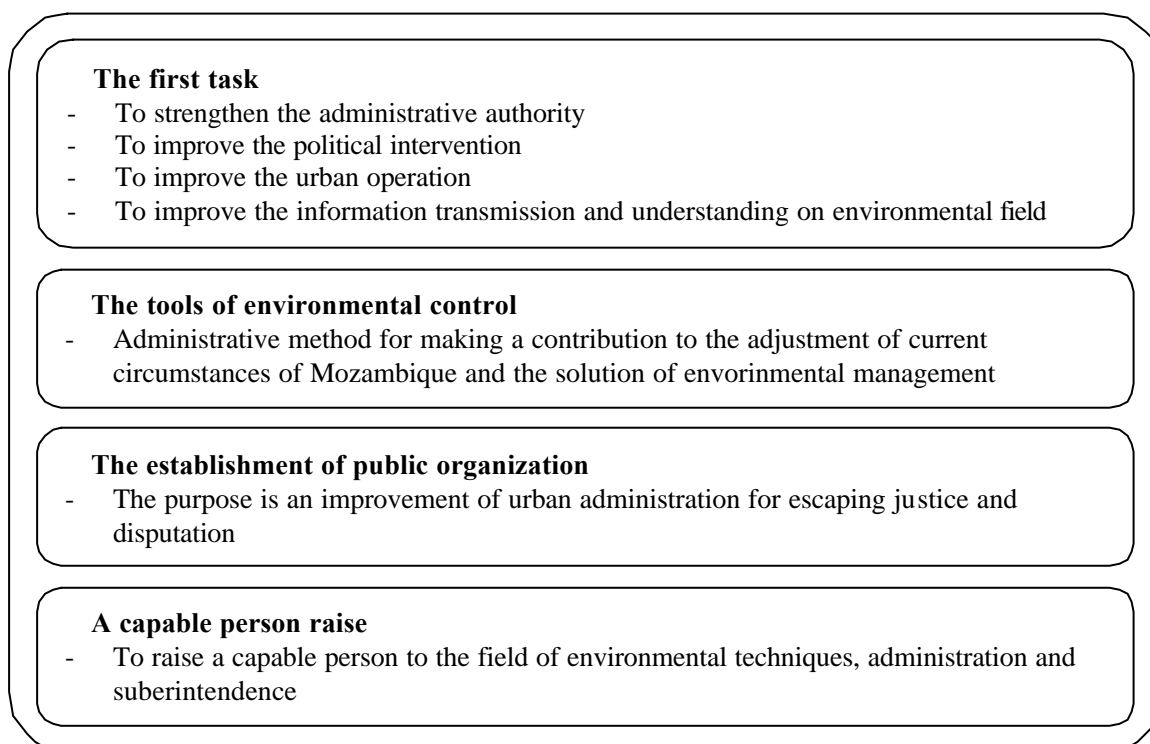 The first task
- To strengthen the administrative authority
- To improve the political intervention
- To improve the urban operation
- To improve the information transmission and understanding on environmental field
The tools of environmental control
- Administrative method for making a contribution to the adjustment of current
circumstances of Mozambique and the solution of envorinmental management
The establishment of public organization
- The purpose is an improvement of urban administration for escaping justice and
disputation
A capable person raise
- To raise a capable person to the field of environmental techniques, administration and
suberintendence